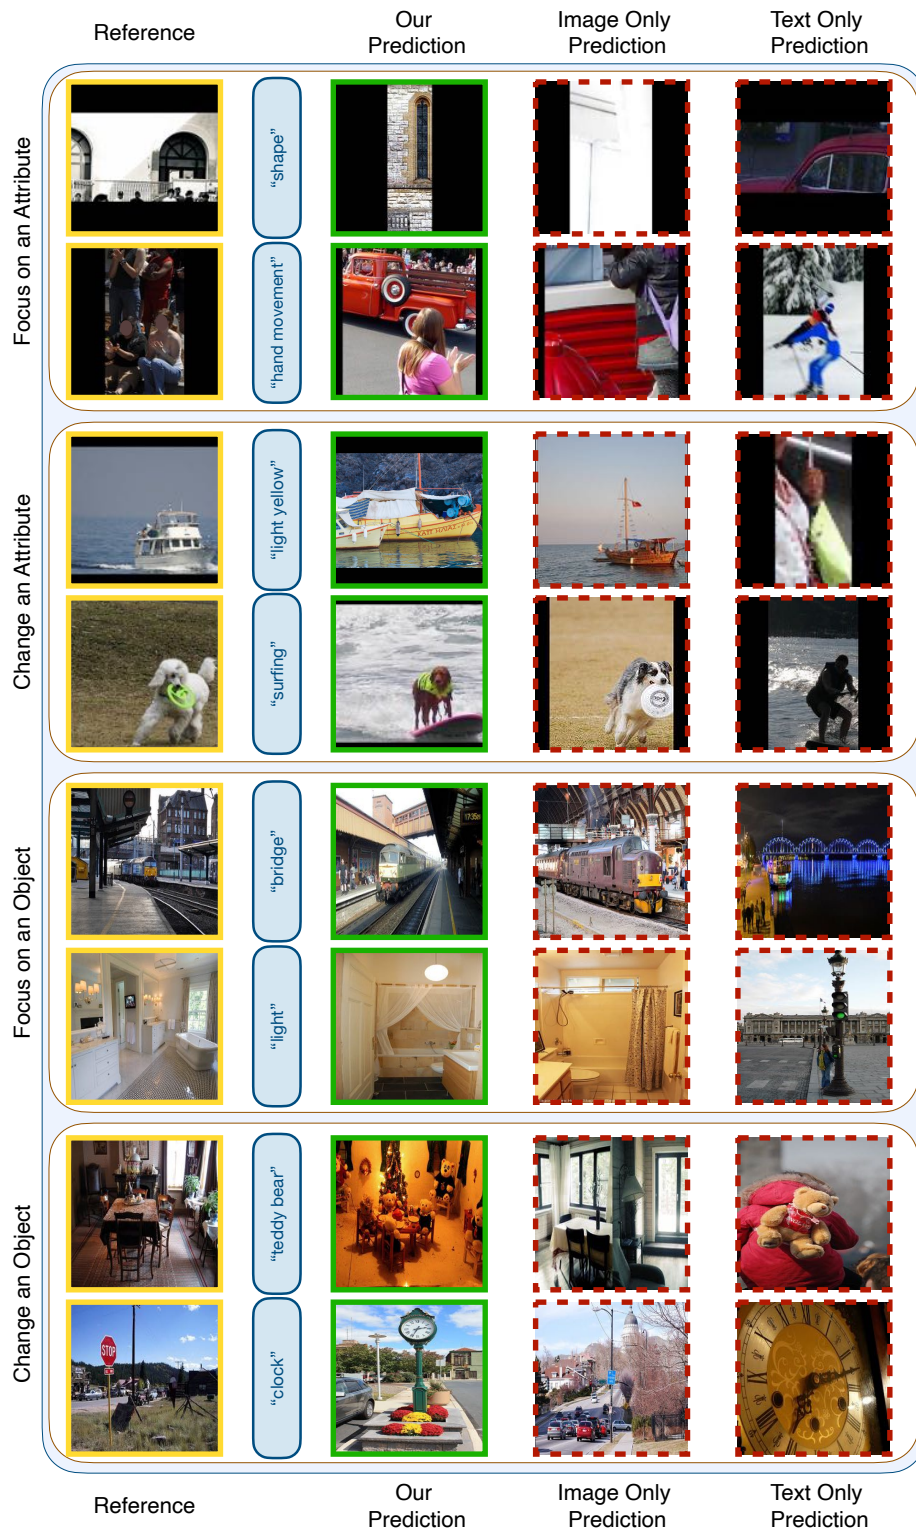 Reference
Our
Prediction
Image Only
Prediction
Text Only
Prediction
Focus on an Attribute
“shape”
“hand movement”
Change an Attribute
“light yellow”
“surfing”
Focus on an Object
“bridge”
“light”
Change an Object
“teddy bear”
“clock”
STOP
Reference
Our
Prediction
Image Only
Prediction
Text Only
Prediction